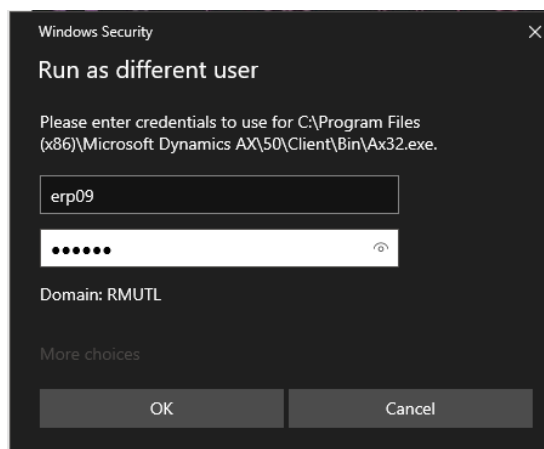 Windows Security
Run as different user
Please enter credentials to use for C:\Program Files
(x86)\Microsoft Dynamics AX\50\Client\Bin\Ax32.exe.
erp09
••••••
Domain: RMUTL
More choices
OK
Cancel